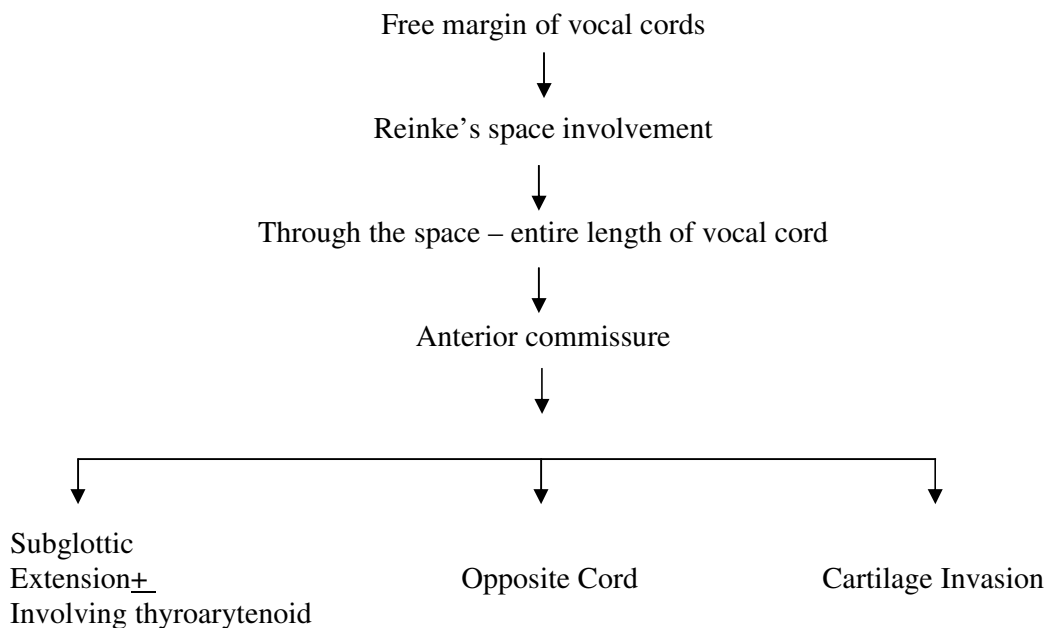 Free margin of vocal cords
Reinke’s space involvement
Through the space – entire length of vocal cord
Anterior commissure
Subglottic
Extension+
Involving thyroarytenoid
Opposite Cord
Cartilage Invasion